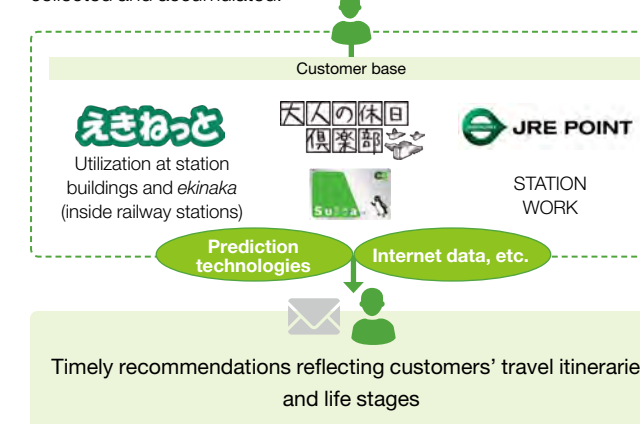 collected and accumulated.
Customer base
えきねっと
大人の休日
倶楽部
JRE POINT
Utilization at station
buildings and ekinaka
(inside railway stations)
Suica
STATION
WORK
Prediction
technologies
Internet data, etc.
Timely recommendations reflecting customers’ travel itinerarie
and life stages